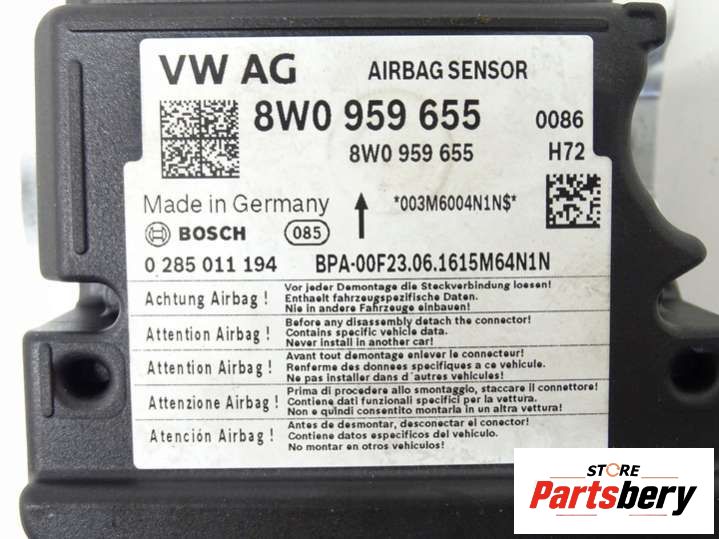 VW AG AIRBAG SENSOR
8W0 959 655 0086
8W0 959 655 H72
Made in Germany *003M6004N1N$*
BOSCH 085
0 285 011 194 BPA-00F23.06.1615M64N1N
Achtung Airbag ! Vor jeder Demontage die Steckverbindung loesen!
Enthaelt fahrzeugspezifische Daten.
Nie in andere Fahrzeuge einbauen!
Attention Airbag ! Before any disassembly detach the connector!
Contains specific vehicle data.
Never install in another car!
Attention Airbag ! Avant tout demontage enlever le connecteur!
Renferme des données specifiques a ce vehicule.
Ne pas installer dans d´autres vehicules!
Attenzione Airbag ! Prima di procedere allo smontaggio, staccare il connettore!
Contiene dati funzionali specifici per la vettura.
Non e quindi consentito montarla in un altra vettura!
Atención Airbag ! Antes de desmontar, desconectar el conector!
Contiene datos especificos del vehículo.
No montar en otros vehículos!
STORE
Partsbery